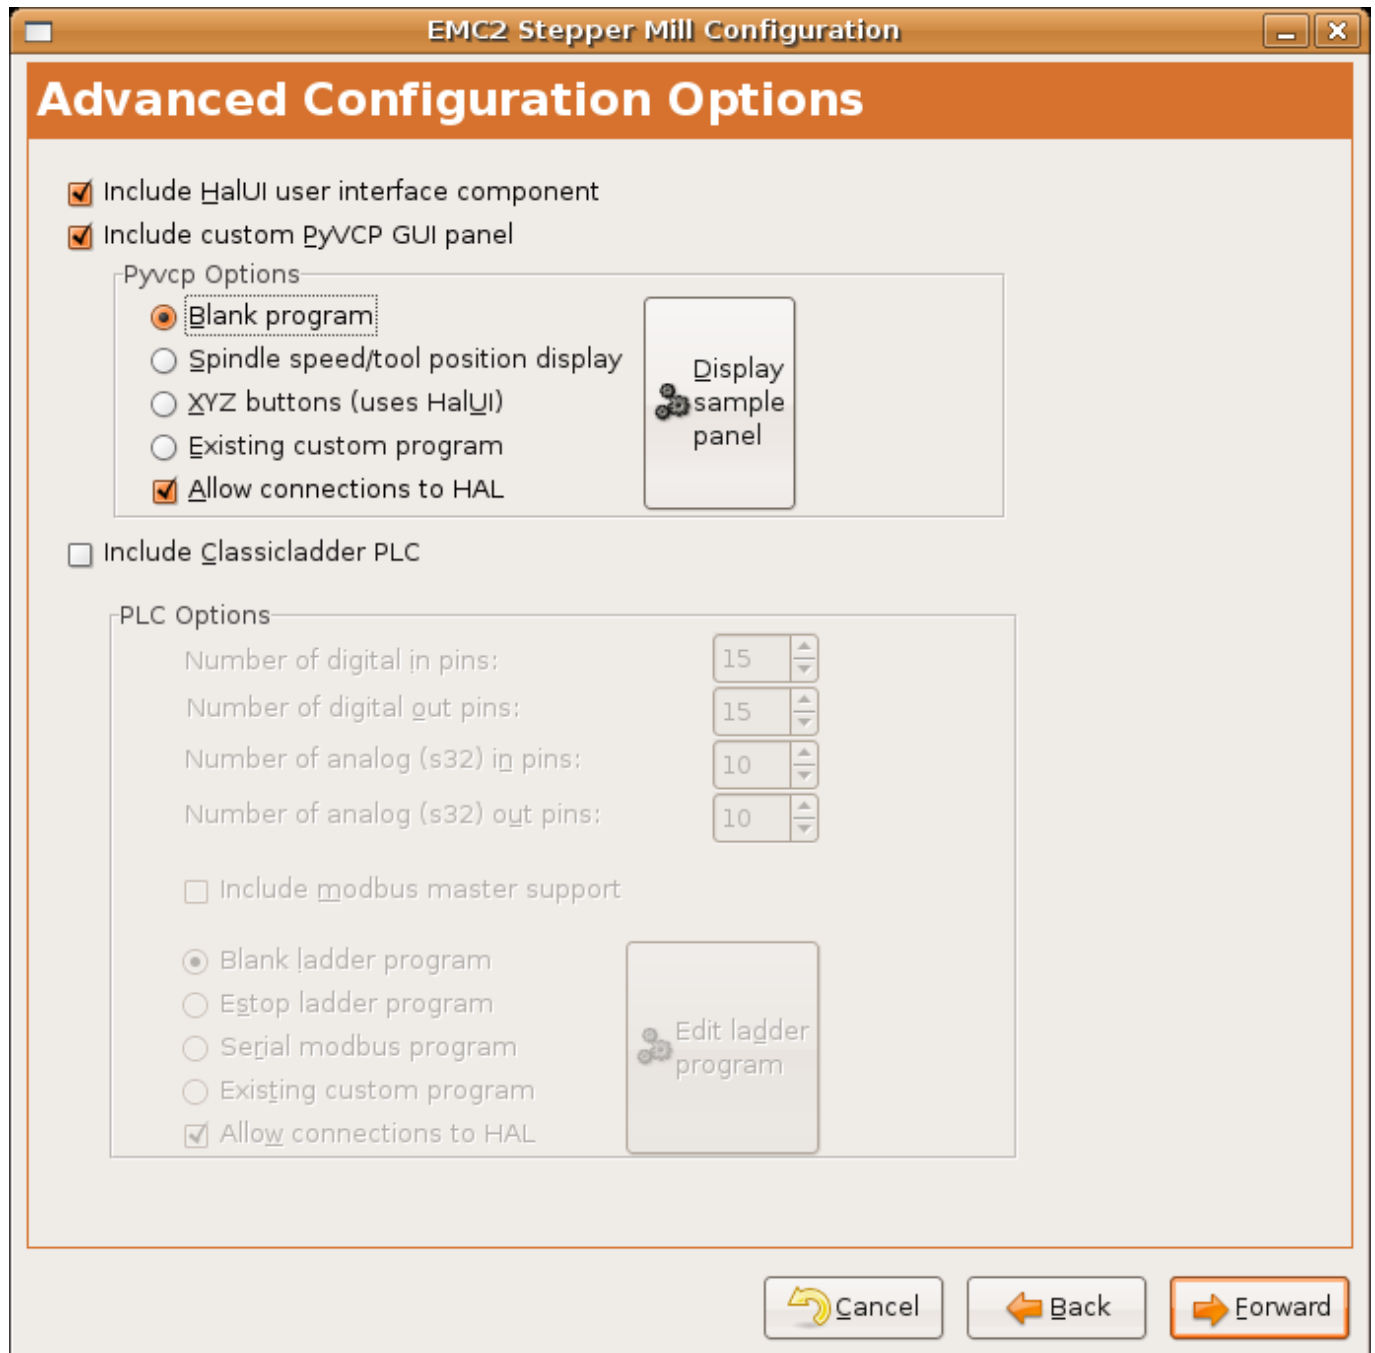 EMC2 Stepper Mill Configuration
Advanced Configuration Options
Include HalUI user interface component
Include custom PyVCP GUI panel
Pyvcp Options
Blank program
Spindle speed/tool position display
XYZ buttons (uses HalUI)
Existing custom program
Allow connections to HAL
Display
sample
panel
Include Classicladder PLC
PLC Options
Number of digital in pins: 15
Number of digital out pins: 15
Number of analog (s32) in pins: 10
Number of analog (s32) out pins: 10
Include modbus master support
Blank ladder program
Estop ladder program
Serial modbus program
Existing custom program
Allow connections to HAL
Edit ladder
program
Cancel Back Forward